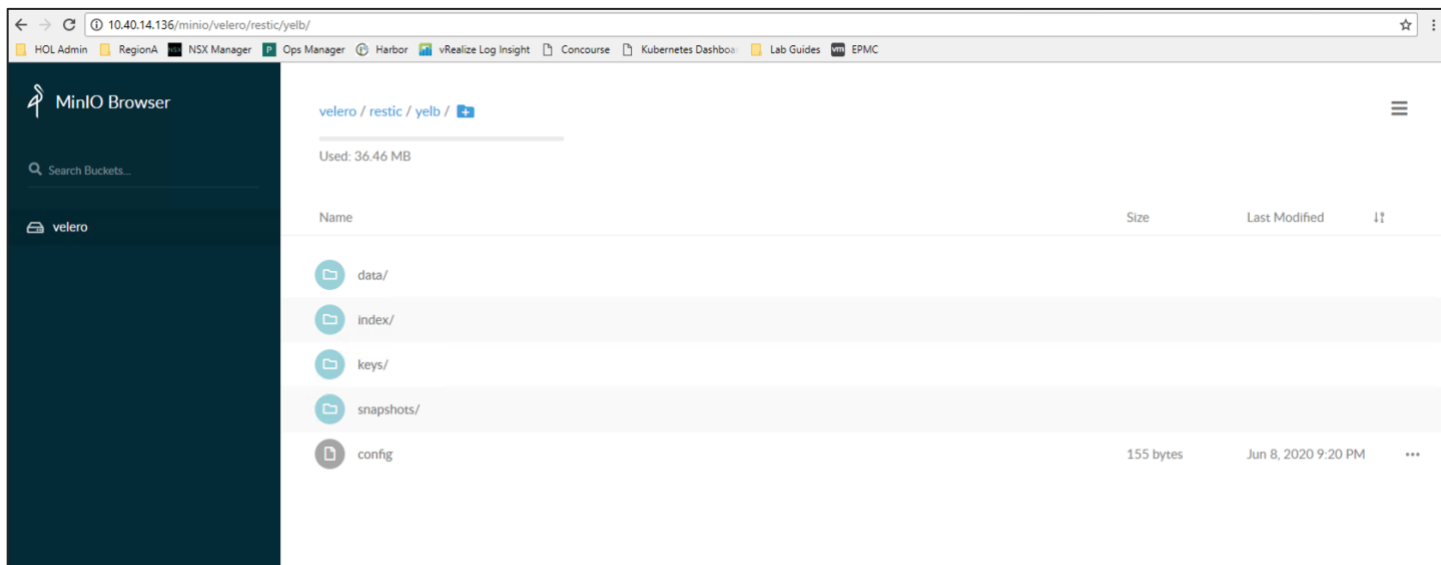 10.40.14.136/minio/velero/restic/yelb/
HOL Admin RegionA NSX NSX Manager P Ops Manager Harbor vRealize Log Insight Concourse Kubernetes Dashboa Lab Guides vm EPMC
MinIO Browser
velero / restic / yelb /
Used: 36.46 MB
Search Buckets...
velero
Name Size Last Modified
data/
index/
keys/
snapshots/
config 155 bytes Jun 8, 2020 9:20 PM